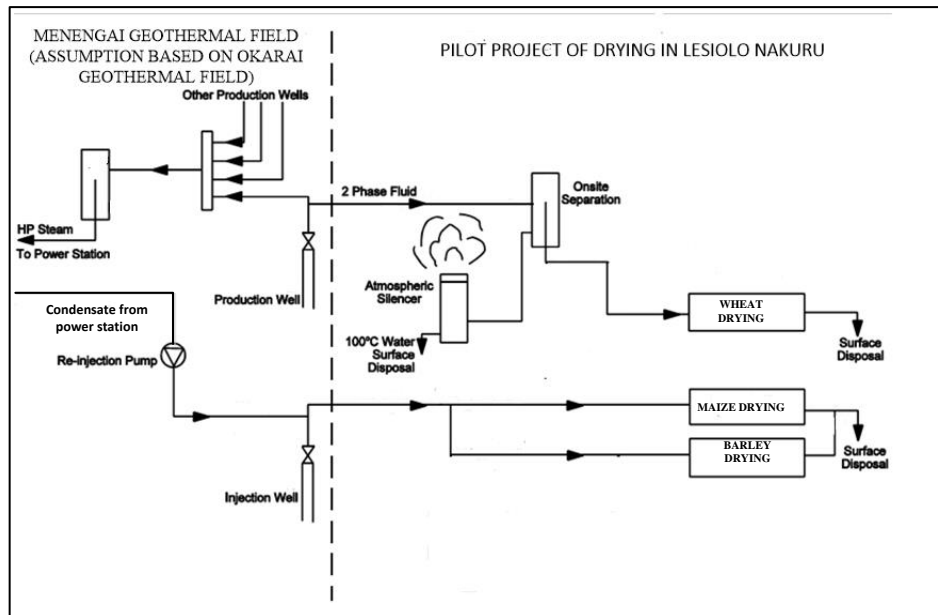 MENENGAI GEOTHERMAL FIELD
(ASSUMPTION BASED ON OKARAI
GEOTHERMAL FIELD)
PILOT PROJECT OF DRYING IN LESIOLO NAKURU
Other Production Wells
HP Steam
To Power Station
Production Well
2 Phase Fluid
Onsite
Separation
Atmospheric
Silencer
100°C Water
Surface
Disposal
WHEAT
DRYING
Surface
Disposal
Condensate from
power station
Re-injection Pump
Injection Well
MAIZE DRYING
BARLEY
DRYING
Surface
Disposal